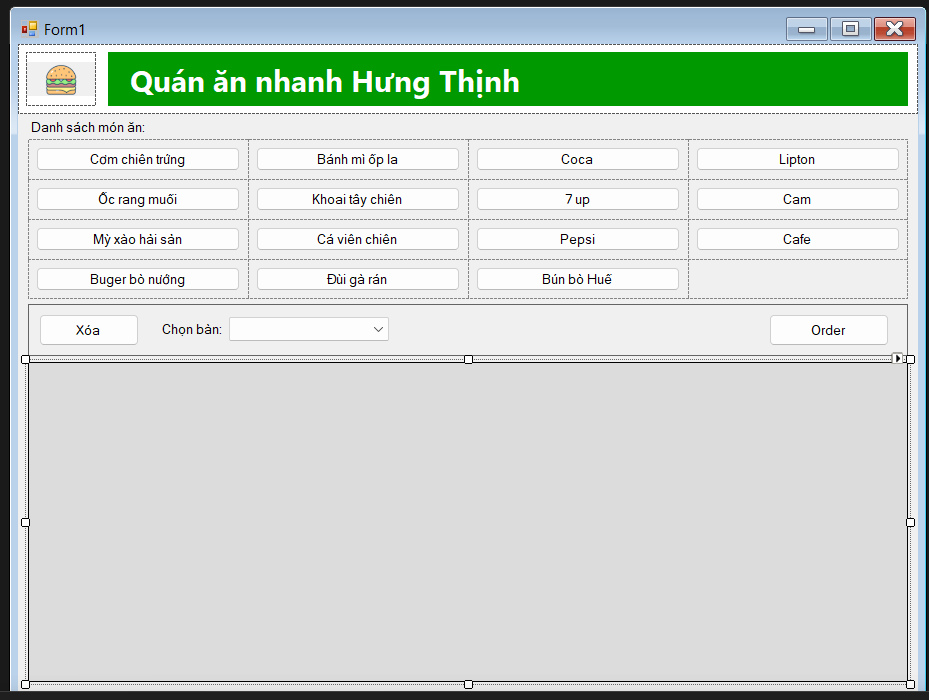 Form1
Quán ăn nhanh Hưng Thịnh
Danh sách món ăn:
Cơm chiên trứng
Bánh mì ốp la
Coca
Lipton
Ốc rang muối
Khoai tây chiên
7 up
Cam
Mỳ xào hải sản
Cá viên chiên
Pepsi
Cafe
Buger bò nướng
Đùi gà rán
Bún bò Huế
Xóa
Chọn bàn:
Order